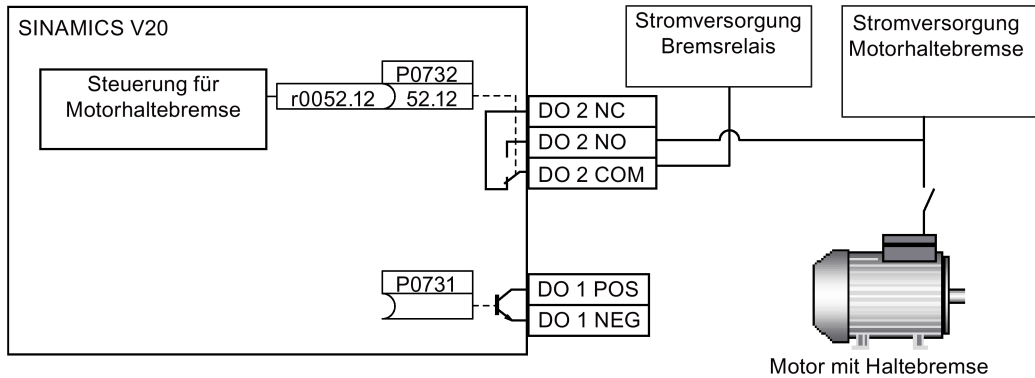 SINAMICS V20
Steuerung für
Motorhaltebremse
r0052.12
P0732
52.12
DO 2 NC
DO 2 NO
DO 2 COM
Stromversorgung
Bremsrelais
Stromversorgung
Motorhaltebremse
P0731
DO 1 POS
DO 1 NEG
Motor mit Haltebremse